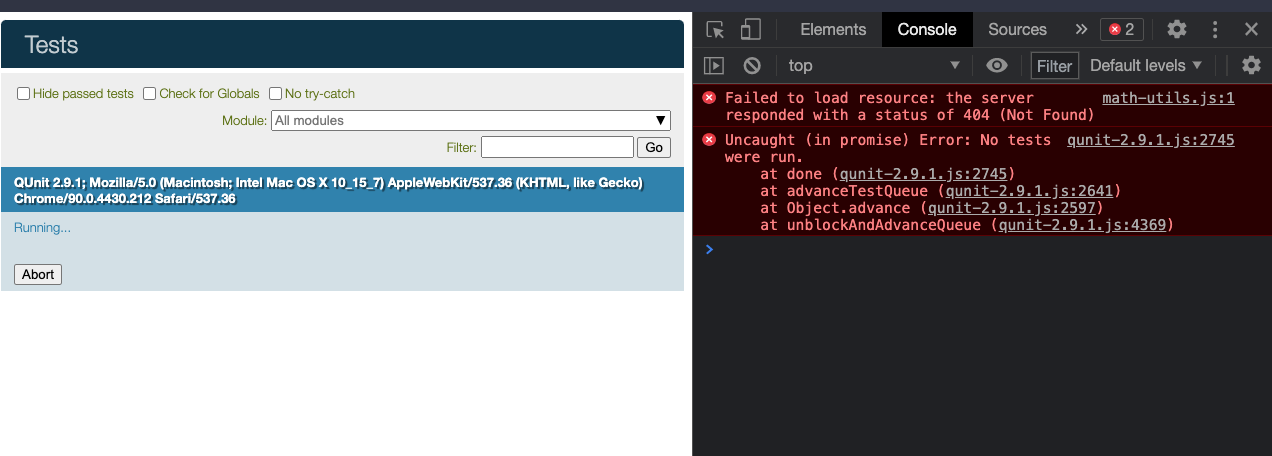 Tests
Hide passed tests Check for Globals No try-catch
Module: All modules ▼
Filter: Go
QUnit 2.9.1; Mozilla/5.0 (Macintosh; Intel Mac OS X 10_15_7) AppleWebKit/537.36 (KHTML, like Gecko)
Chrome/90.0.4430.212 Safari/537.36
Running...
Abort
Elements Console Sources » 2
top ▼ Filter Default levels ▼
Failed to load resource: the server math-utils.js:1
responded with a status of 404 (Not Found)
Uncaught (in promise) Error: No tests qunit-2.9.1.js:2745
were run.
at done (qunit-2.9.1.js:2745)
at advanceTestQueue (qunit-2.9.1.js:2641)
at Object.advance (qunit-2.9.1.js:2597)
at unblockAndAdvanceQueue (qunit-2.9.1.js:4369)